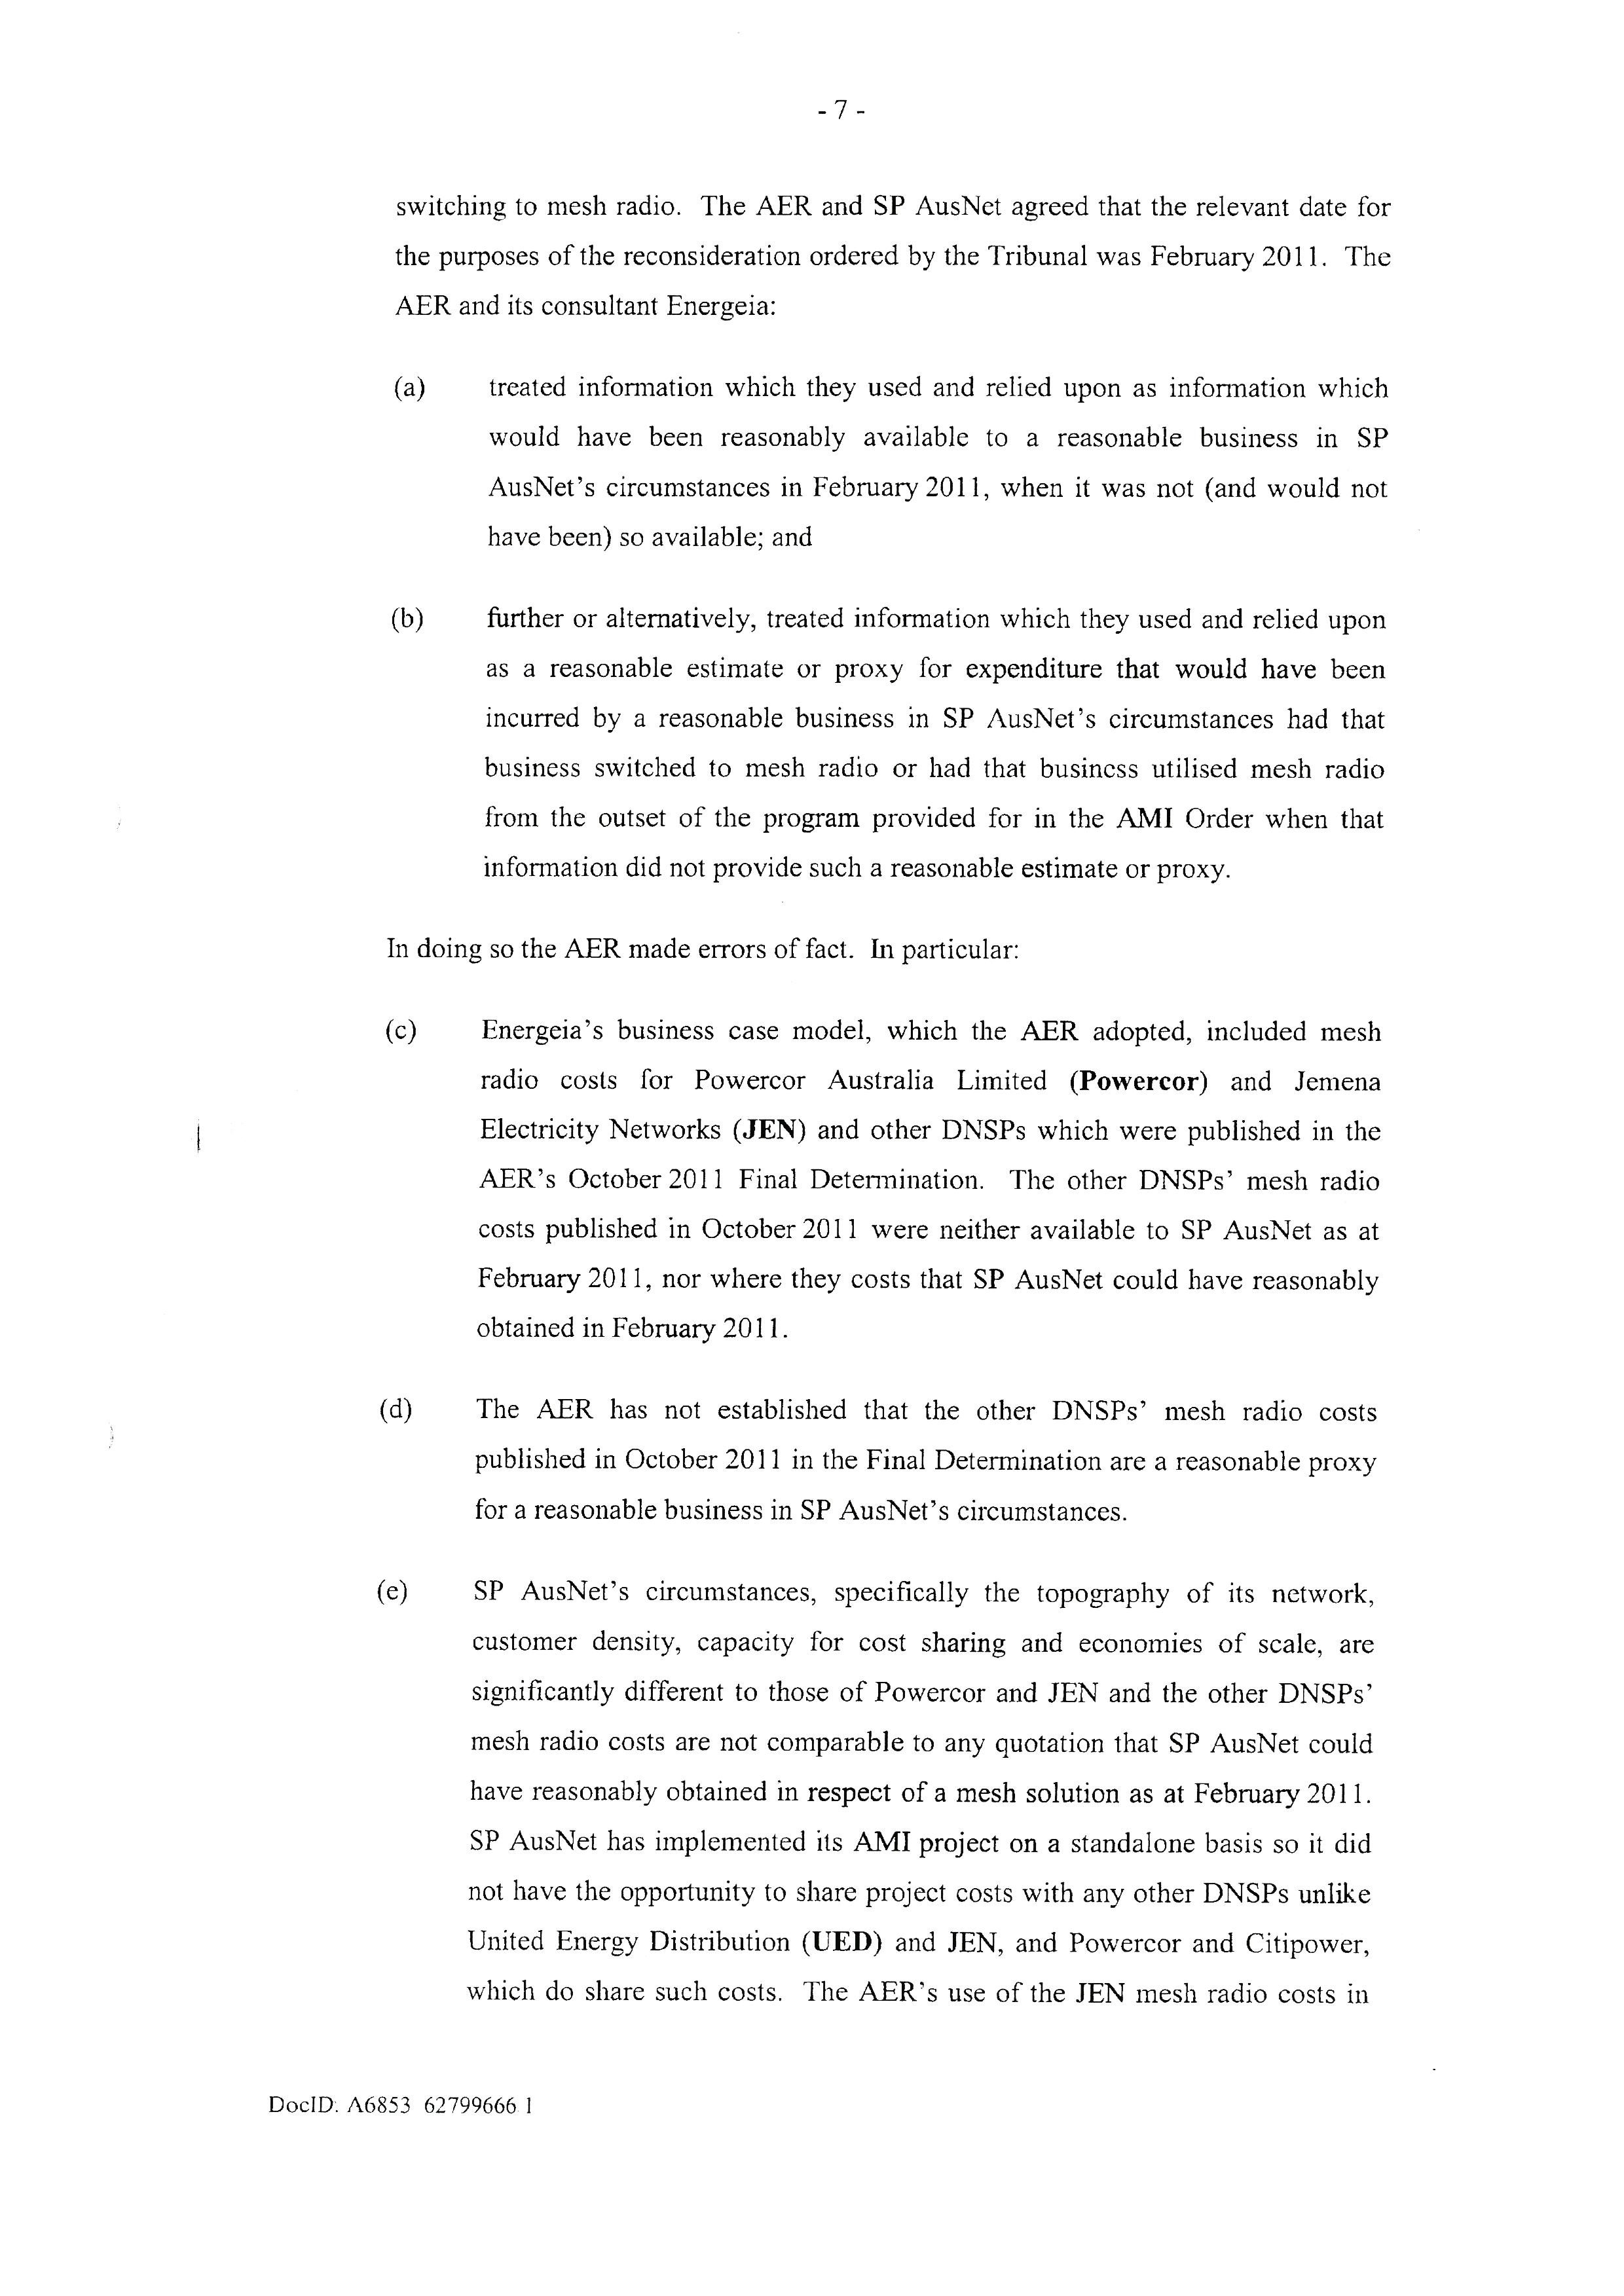 - 7 -
switching to mesh radio. The AER and SP AusNet agreed that the relevant date for
the purposes of the reconsideration ordered by the Tribunal was February 2011. The
AER and its consultant Energeia:
(a) treated information which they used and relied upon as information which
would have been reasonably available to a reasonable business in SP
AusNet's circumstances in February 2011, when it was not (and would not
have been) so available; and
(b) further or alternatively, treated information which they used and relied upon
as a reasonable estimate or proxy for expenditure that would have been
incurred by a reasonable business in SP AusNet's circumstances had that
business switched to mesh radio or had that business utilised mesh radio
from the outset of the program provided for in the AMI Order when that
information did not provide such a reasonable estimate or proxy.
In doing so the AER made errors of fact. In particular:
(c) Energeia's business case model, which the AER adopted, included mesh
radio costs for Powercor Australia Limited (Powercor) and Jemena
Electricity Networks (JEN) and other DNSPs which were published in the
AER's October 2011 Final Determination. The other DNSPs' mesh radio
costs published in October 2011 were neither available to SP AusNet as at
February 2011, nor where they costs that SP AusNet could have reasonably
obtained in February 2011.
(d) The AER has not established that the other DNSPs' mesh radio costs
published in October 2011 in the Final Determination are a reasonable proxy
for a reasonable business in SP AusNet's circumstances.
(e) SP AusNet's circumstances, specifically the topography of its network,
customer density, capacity for cost sharing and economies of scale, are
significantly different to those of Powercor and JEN and the other DNSPs'
mesh radio costs are not comparable to any quotation that SP AusNet could
have reasonably obtained in respect of a mesh solution as at February 2011.
SP AusNet has implemented its AMI project on a standalone basis so it did
not have the opportunity to share project costs with any other DNSPs unlike
United Energy Distribution (UED) and JEN, and Powercor and Citipower,
which do share such costs. The AER's use of the JEN mesh radio costs in
DocID: A6853 62799666.1